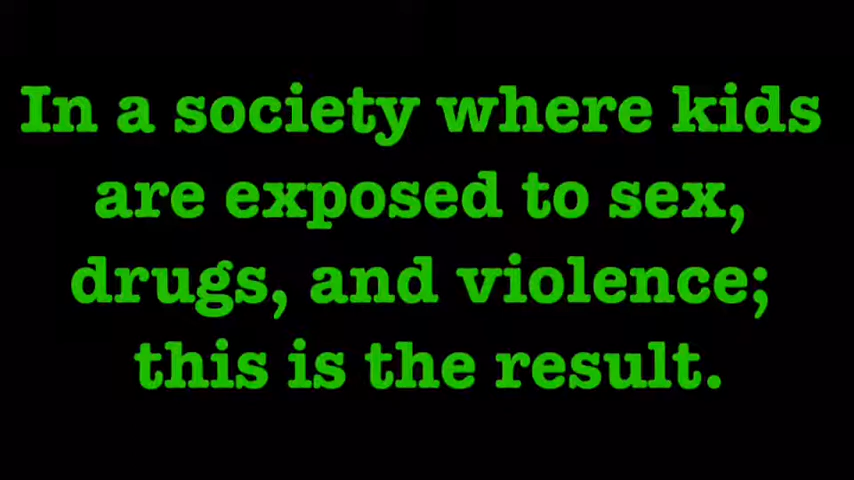 In a society where kids
are exposed to sex,
drugs, and violence;
this is the result.